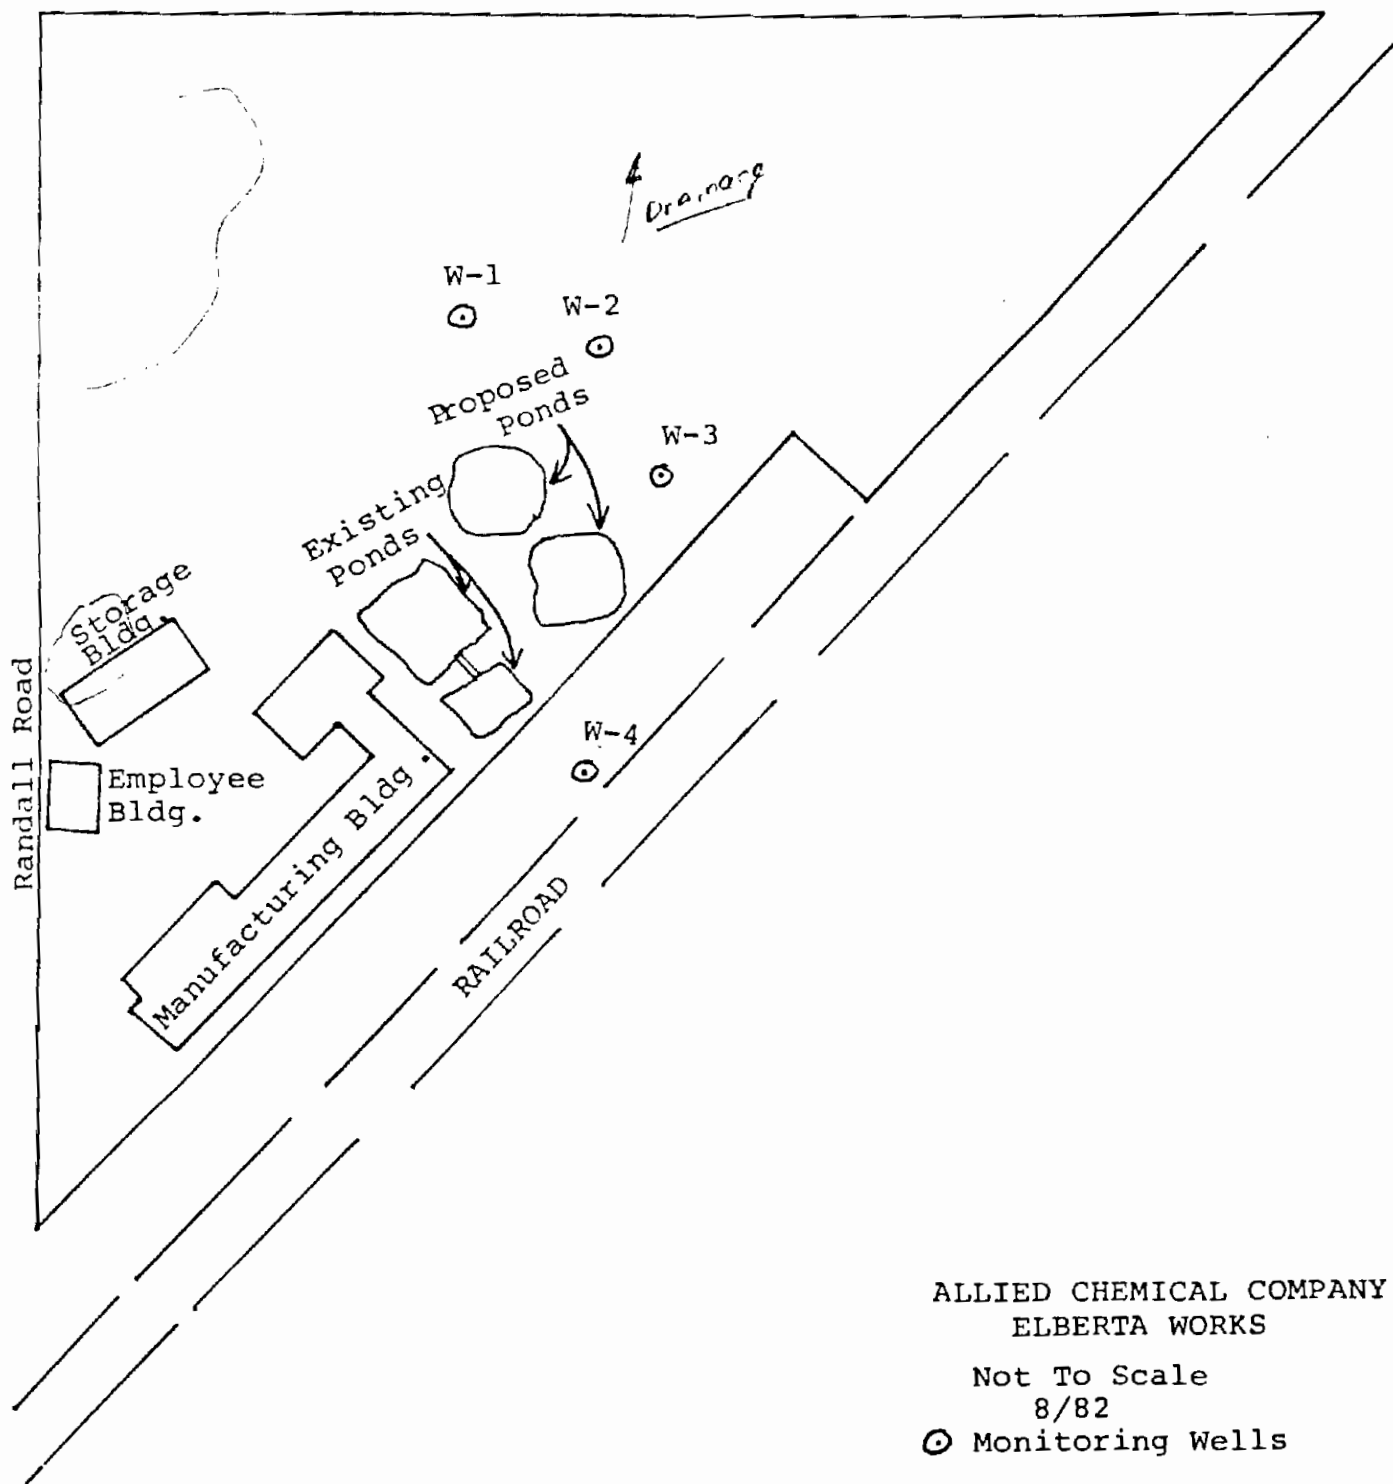 Drainage
W-1
W-2
Proposed
Ponds
W-3
Existing
Ponds
Storage
Bldg.
Randall Road
W-4
Employee
Bldg.
Manufacturing Bldg.
RAILROAD
ALLIED CHEMICAL COMPANY
ELBERTA WORKS
Not To Scale
8/82
Monitoring Wells